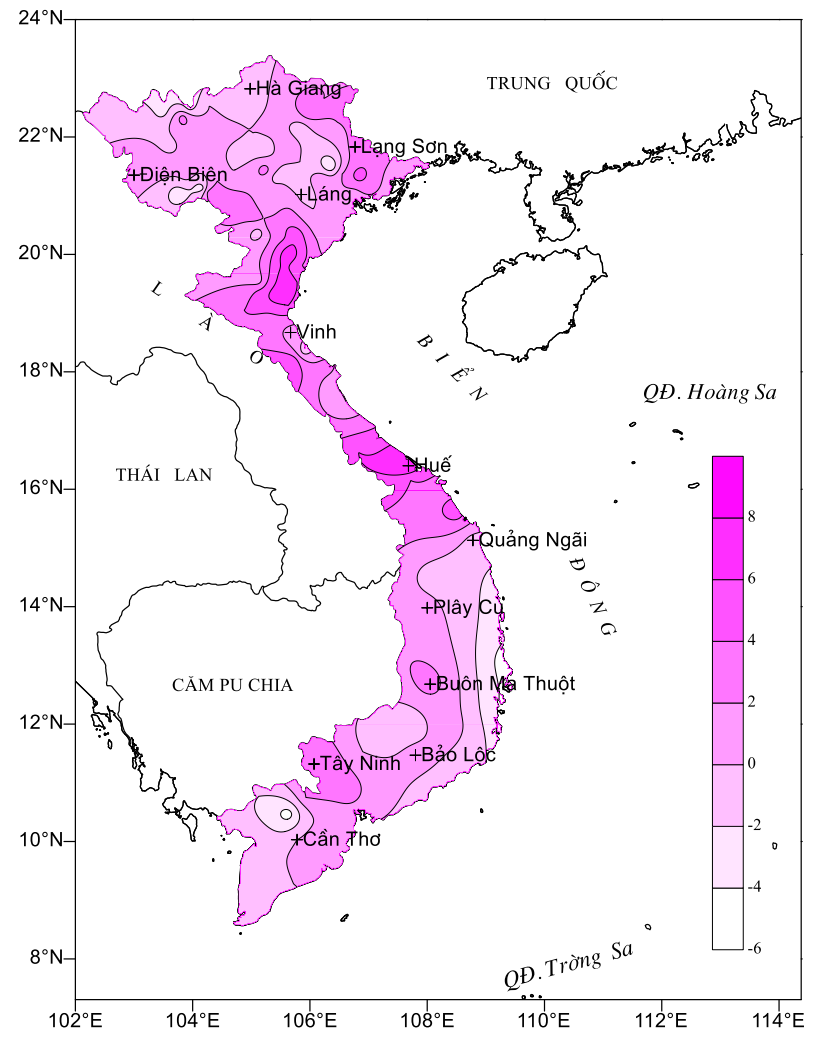 24°N
TRUNG QUỐC
Hà Giang
22°N
Lạng Sơn
Điện Biên
Láng
20°N
L
A
O
Vinh
BIỂN
18°N
QĐ. Hoàng Sa
THÁI LAN
Huế
16°N
Quảng Ngãi
ĐÔNG
14°N
Plây Cu
CĂM PU CHIA
Buôn Ma Thuột
12°N
Bảo Lộc
Tây Ninh
10°N
Cần Thơ
8
6
4
2
0
-2
-4
-6
8°N
QĐ. Trờng Sa
102°E
104°E
106°E
108°E
110°E
112°E
114°E